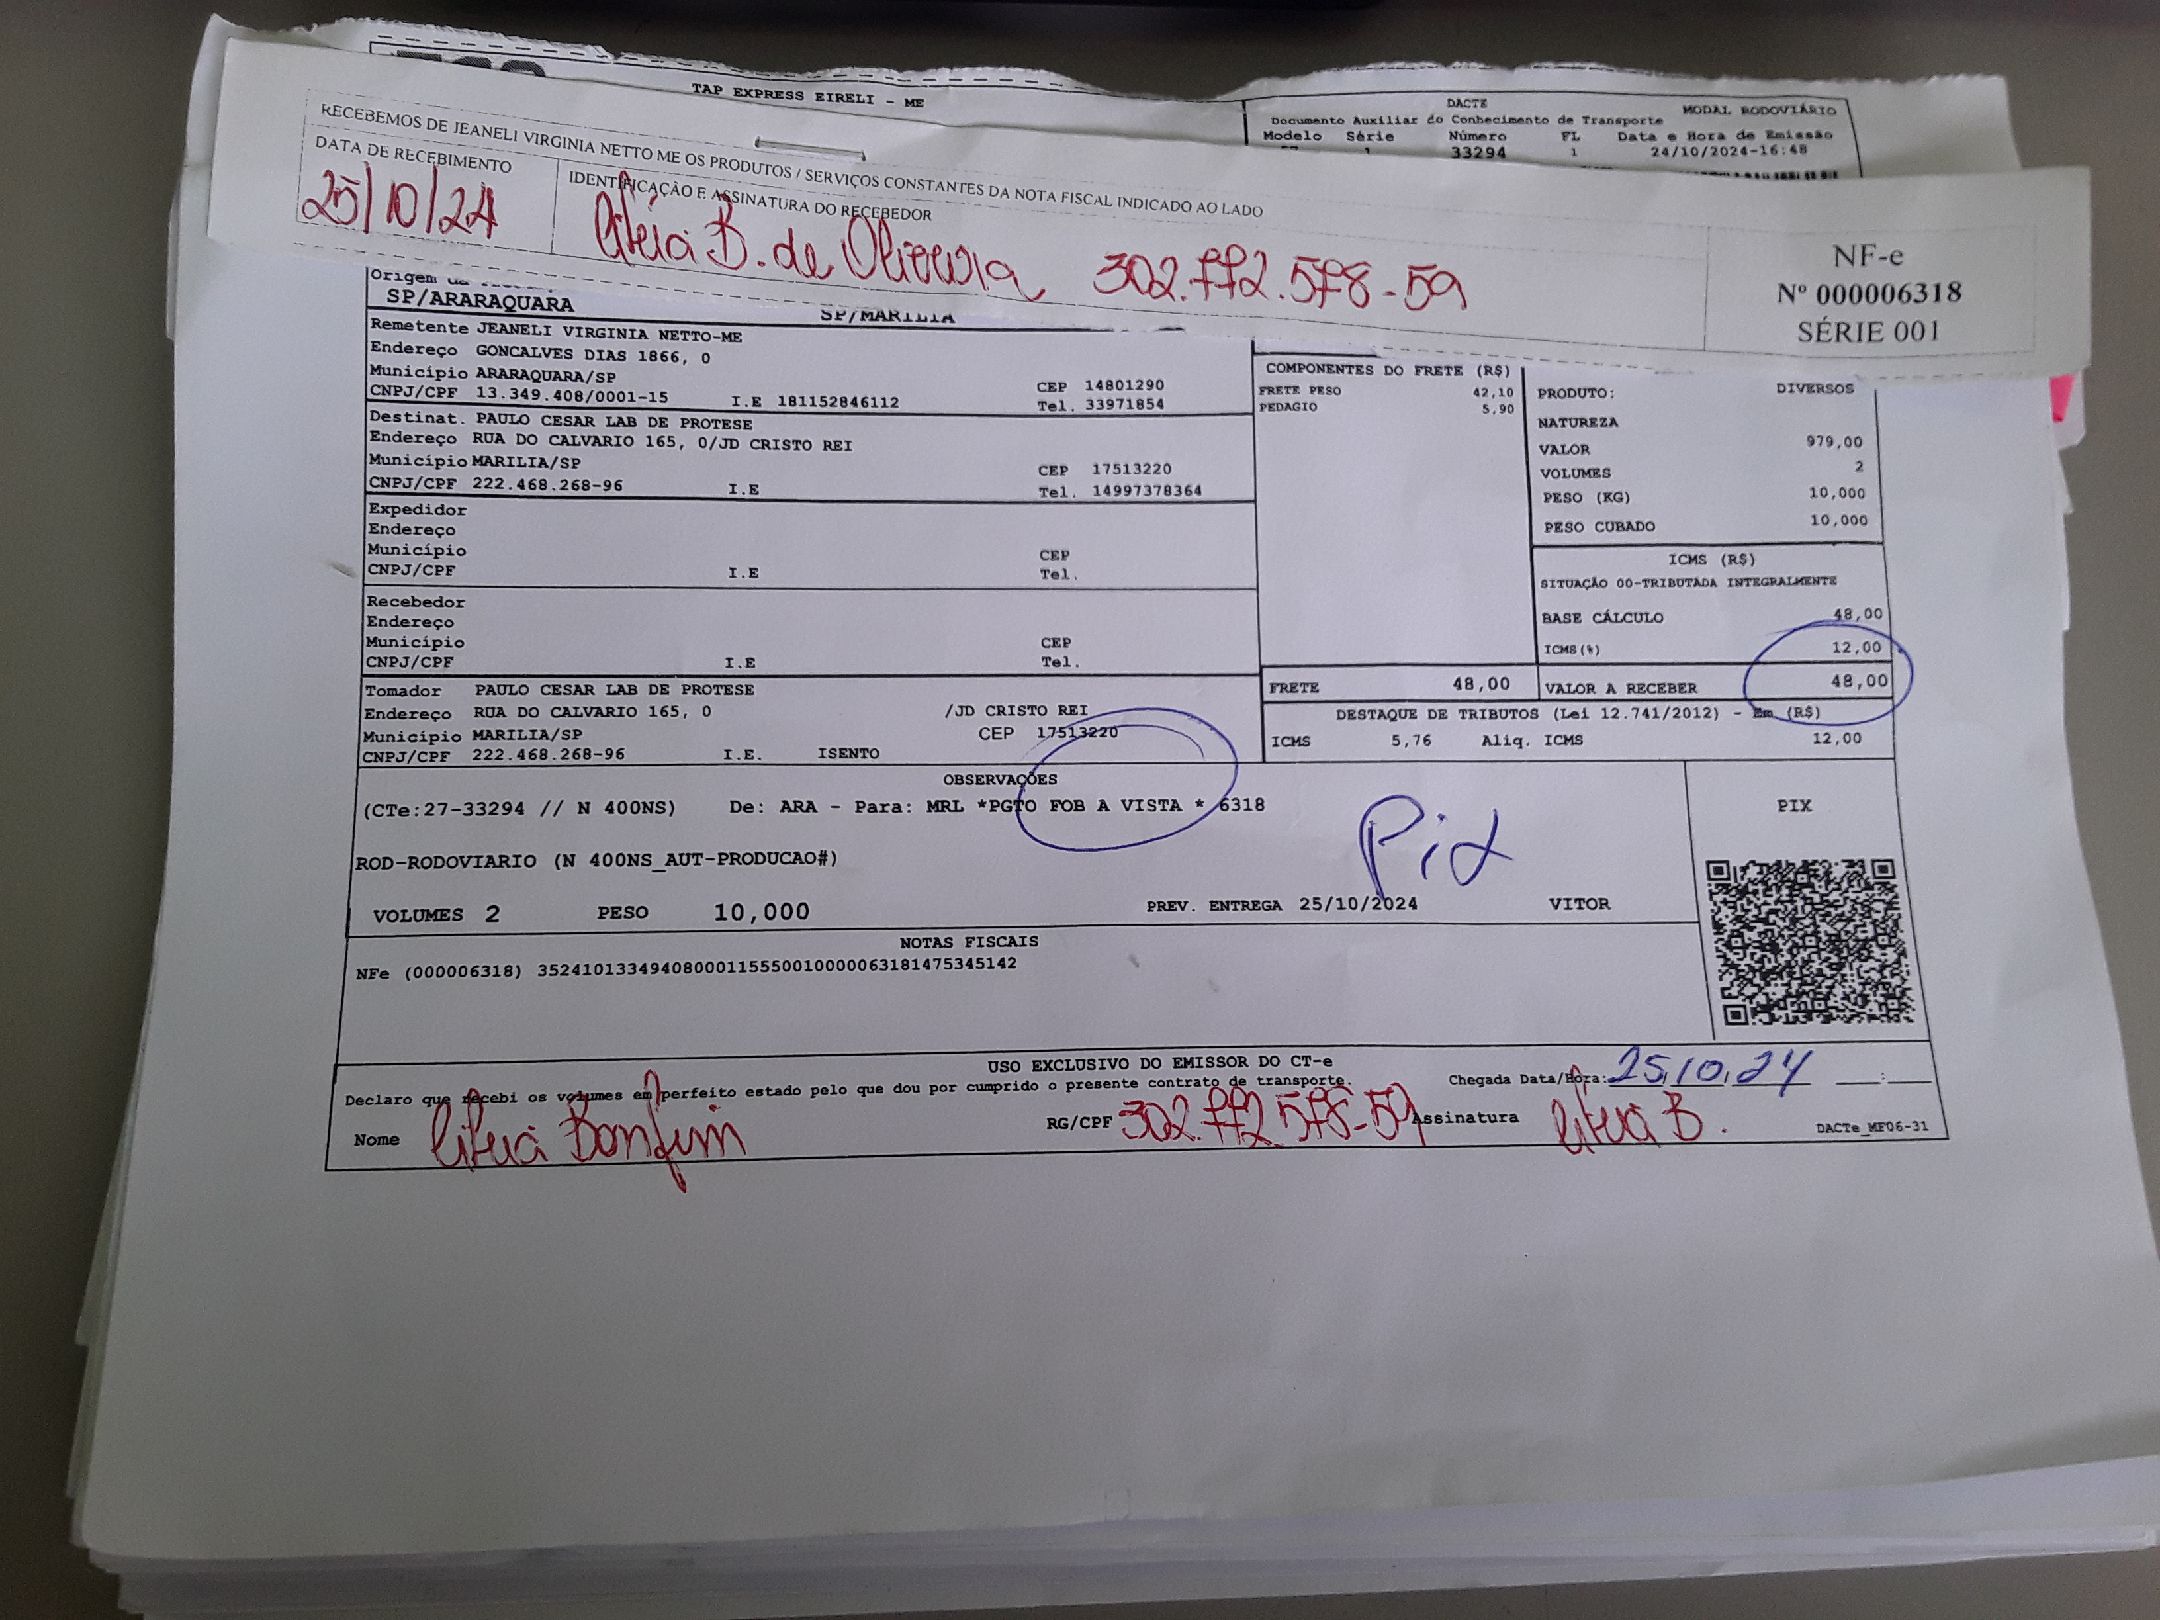 TAP EXPRESS EIRELI - ME
DACTE
MODAL RODOVIÁRIO
Documento Auxiliar do Conhecimento de Transporte
Modelo Série Número FL Data e Hora de Emissão
1 33294 1 24/10/2024-16:48
RECEBEMOS DE JEANELI VIRGINIA NETTO ME OS PRODUTOS / SERVIÇOS CONSTANTES DA NOTA FISCAL INDICADO AO LADO
DATA DE RECEBIMENTO
25/10/24
IDENTIFICAÇÃO E ASSINATURA DO RECEBEDOR
B. de Oliveira 302.772.578-59
NF-e
Nº 000006318
SÉRIE 001
Origem
SP/ARARAQUARA SP/MARILIA
Remetente JEANELI VIRGINIA NETTO-ME
Endereço GONCALVES DIAS 1866, 0
Município ARARAQUARA/SP CEP 14801290
CNPJ/CPF 13.349.408/0001-15 I.E 181152846112 Tel. 33971854
Destinat. PAULO CESAR LAB DE PROTESE
Endereço RUA DO CALVARIO 165, 0/JD CRISTO REI
Município MARILIA/SP CEP 17513220
CNPJ/CPF 222.468.268-96 I.E Tel. 14997378364
Expedidor
Endereço
Município CEP
CNPJ/CPF I.E Tel.
Recebedor
Endereço
Município CEP
CNPJ/CPF I.E Tel.
Tomador PAULO CESAR LAB DE PROTESE
Endereço RUA DO CALVARIO 165, 0 /JD CRISTO REI
Município MARILIA/SP CEP 17513220
CNPJ/CPF 222.468.268-96 I.E. ISENTO
COMPONENTES DO FRETE (R$)
FRETE PESO 42,10
PEDAGIO 5,90
PRODUTO: DIVERSOS
NATUREZA
VALOR 979,00
VOLUMES 2
PESO (KG) 10,000
PESO CUBADO 10,000
ICMS (R$)
SITUAÇÃO 00-TRIBUTADA INTEGRALMENTE
BASE CÁLCULO 48,00
ICMS(%) 12,00
FRETE 48,00 VALOR A RECEBER 48,00
DESTAQUE DE TRIBUTOS (Lei 12.741/2012) - Em (R$)
ICMS 5,76 Aliq. ICMS 12,00
OBSERVAÇÕES
(CTe:27-33294 // N 400NS) De: ARA - Para: MRL *PGTO FOB A VISTA * 6318
Pix
PIX
ROD-RODOVIARIO (N 400NS_AUT-PRODUCAO#)
VOLUMES 2 PESO 10,000 PREV. ENTREGA 25/10/2024 VITOR
NOTAS FISCAIS
NFe (000006318) 35241013349408000115550010000063181475345142
USO EXCLUSIVO DO EMISSOR DO CT-e
Declaro que recebi os volumes em perfeito estado pelo que dou por cumprido o presente contrato de transporte. Chegada Data/Hora: 25,10,24 __:__
Nome Bonfim RG/CPF 302.772.578-59 Assinatura B.
DACTe_MF06-31